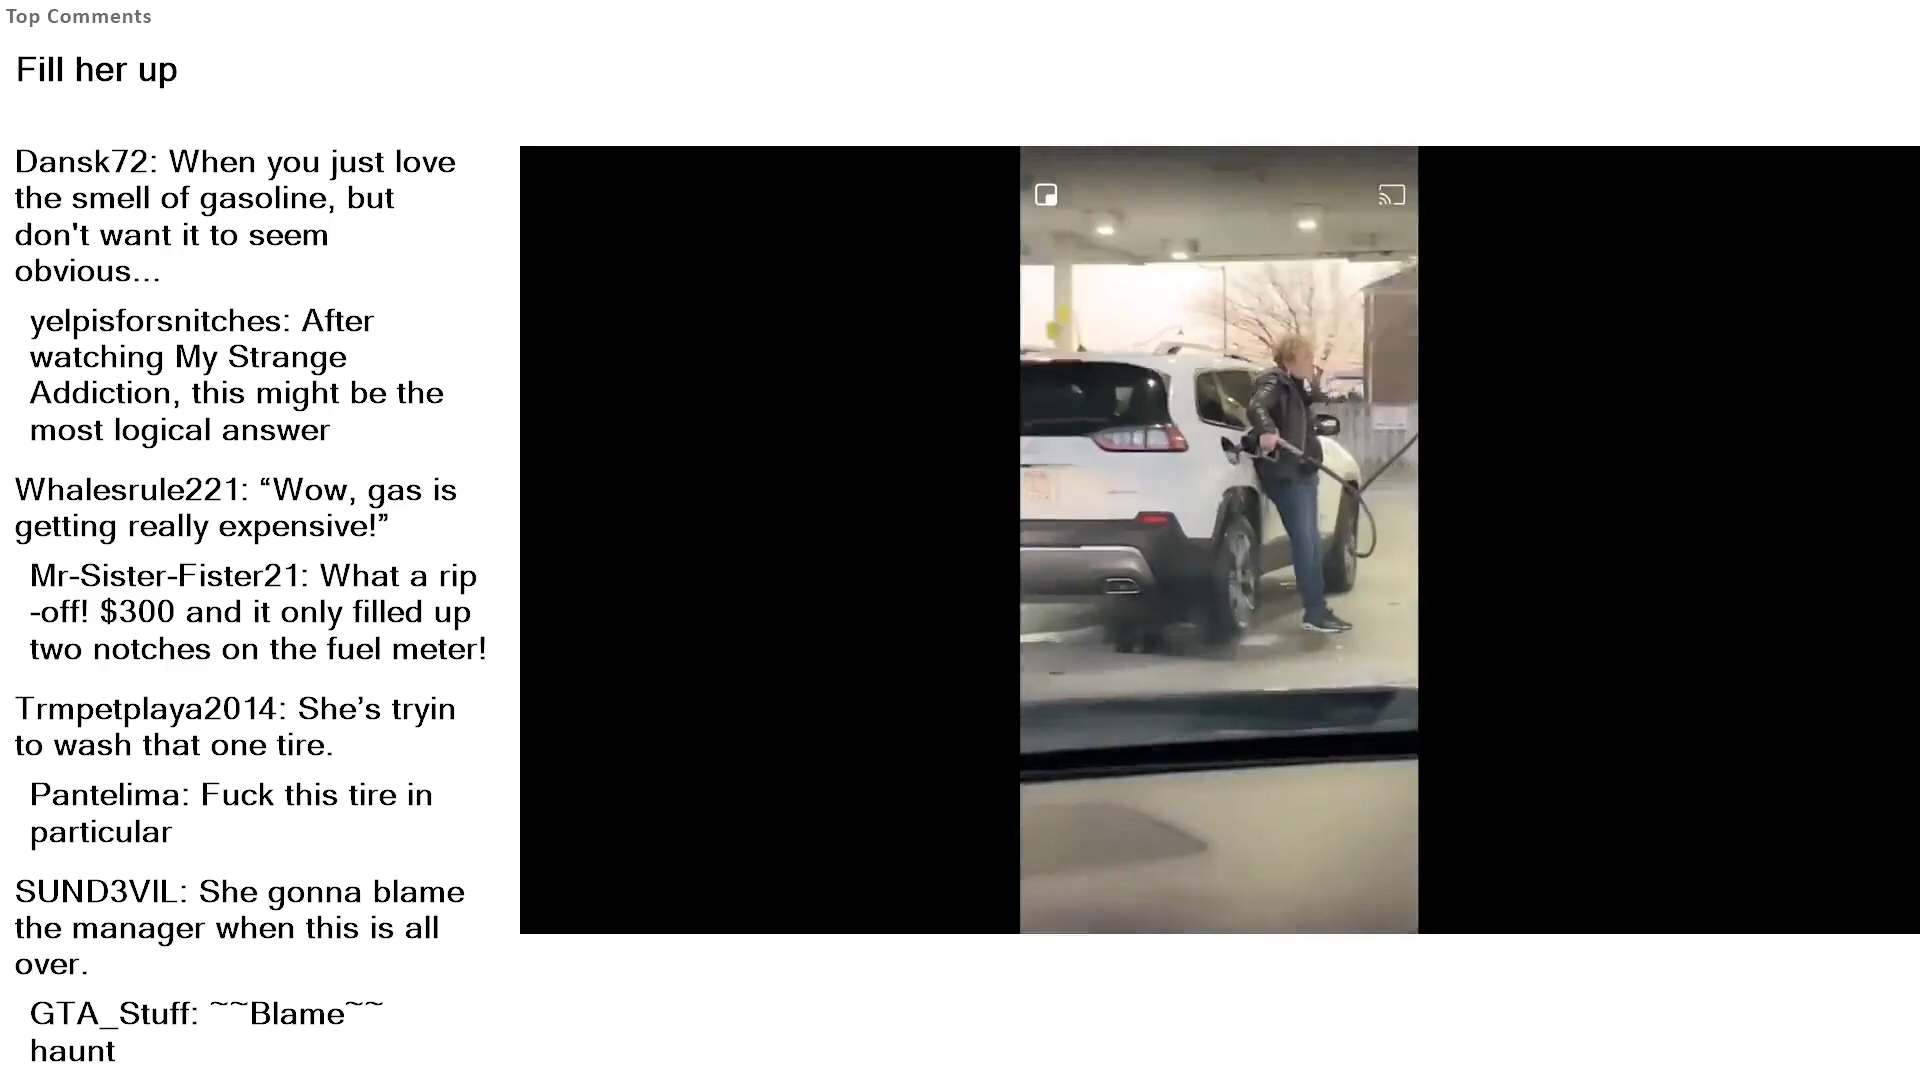 Top Comments
Fill her up
Dansk72: When you just love
the smell of gasoline, but
don't want it to seem
obvious...
yelpisforsnitches: After
watching My Strange
Addiction, this might be the
most logical answer
Whalesrule221: “Wow, gas is
getting really expensive!”
Mr-Sister-Fister21: What a rip
-off! $300 and it only filled up
two notches on the fuel meter!
Trmpetplaya2014: She’s tryin
to wash that one tire.
Pantelima: Fuck this tire in
particular
SUND3VIL: She gonna blame
the manager when this is all
over.
GTA_Stuff: ~~Blame~~
haunt